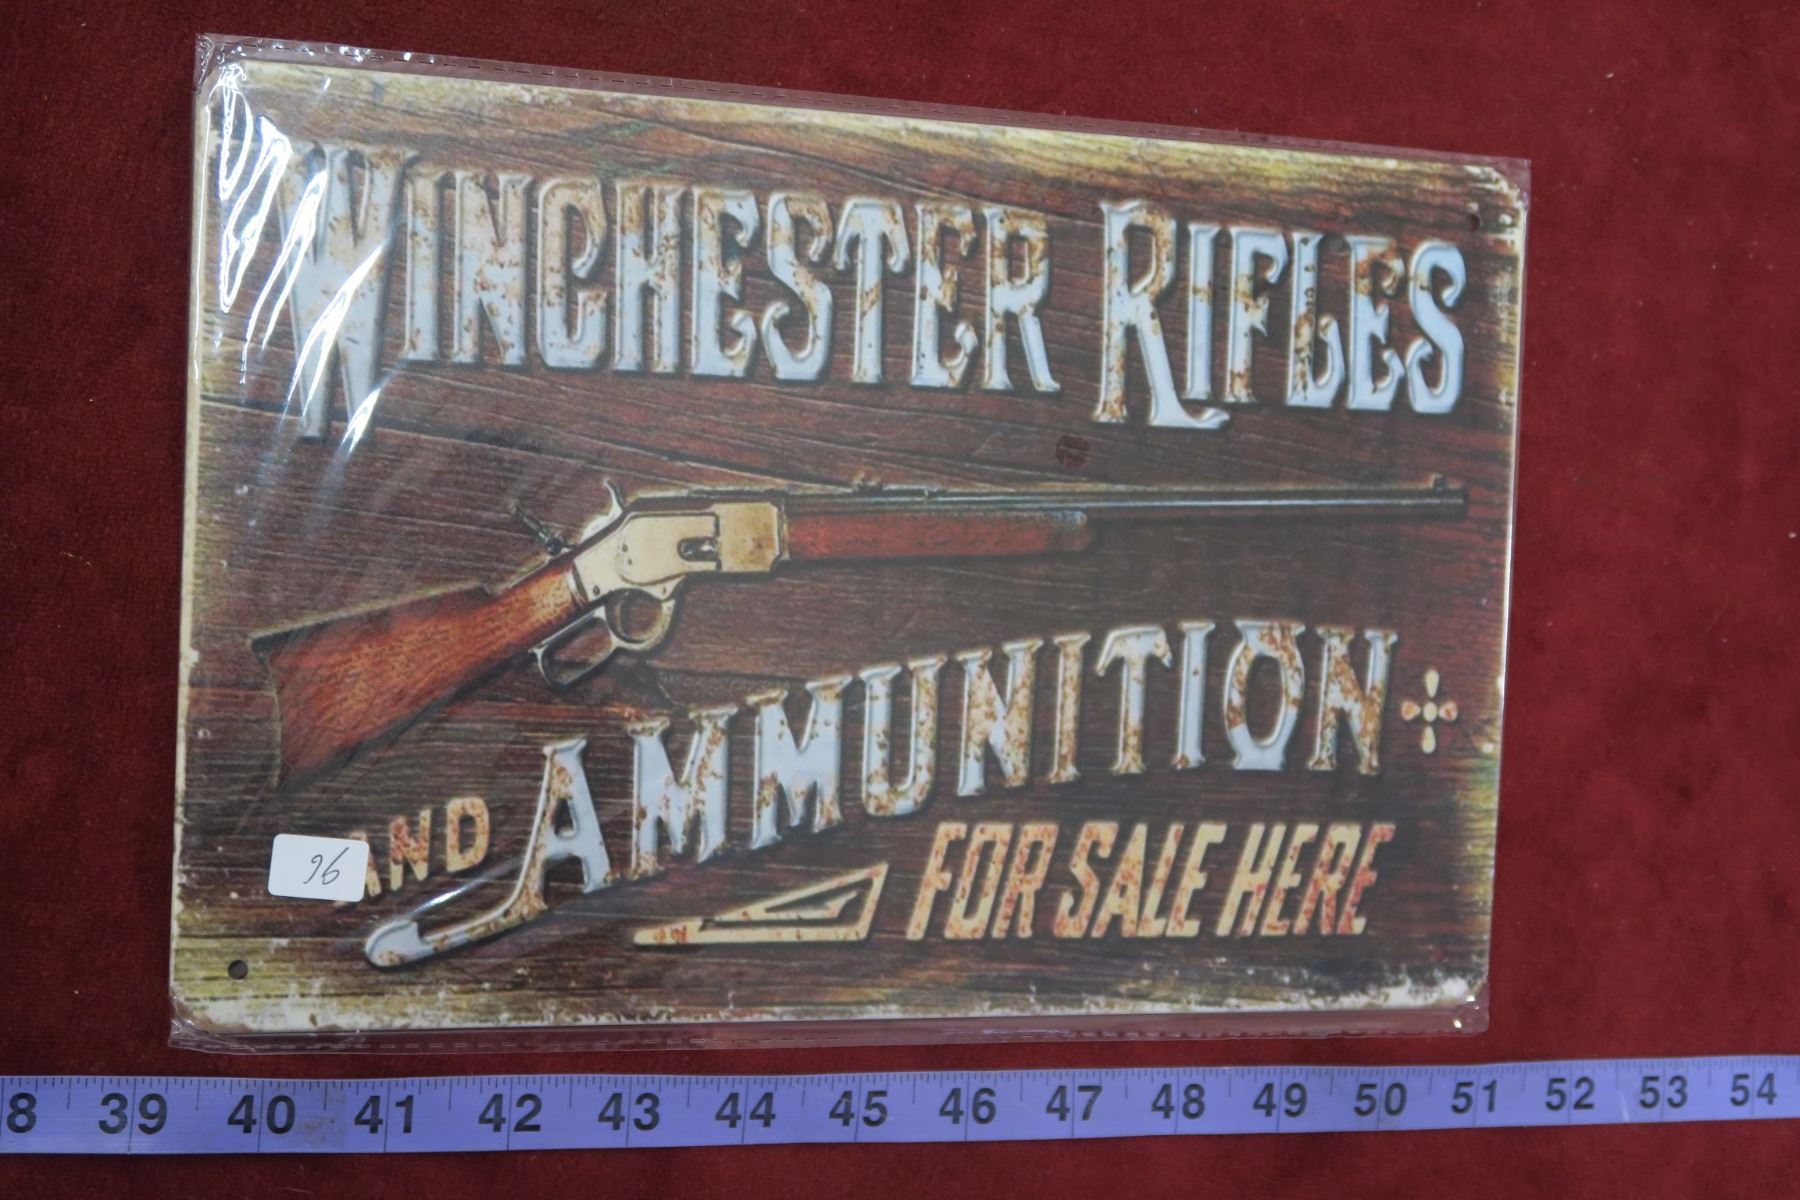 WINCHESTER RIFLES
AND AMMUNITION
FOR SALE HERE
96
8 39 40 41 42 43 44 45 46 47 48 49 50 51 52 53 54